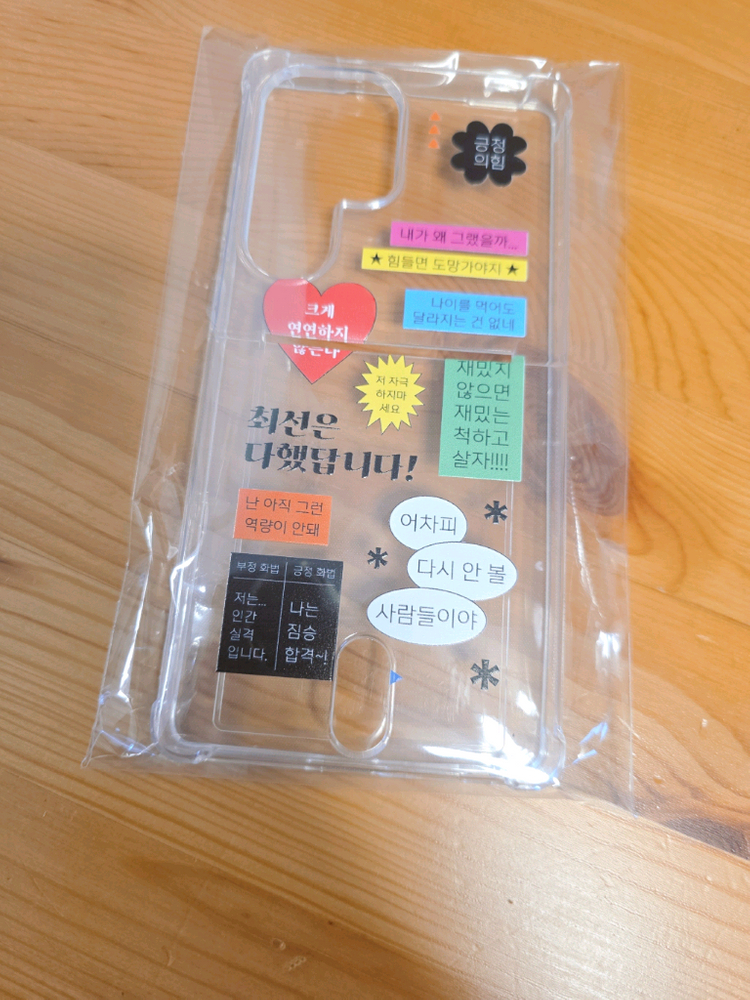 긍정
의힘
내가 왜 그랬을까...
★ 힘들면 도망가야지 ★
나이를 먹어도
달라지는 건 없네
크게
연연하지
않는다
저 자극
하지마
세요
재밌지
않으면
재밌는
척하고
살자!!!!
최선은
다했답니다!
난 아직 그런
역량이 안돼
어차피
다시 안 볼
사람들이야
부정 화법
저는...
인간
실격
입니다.
긍정 화법
나는
짐승
합격~!